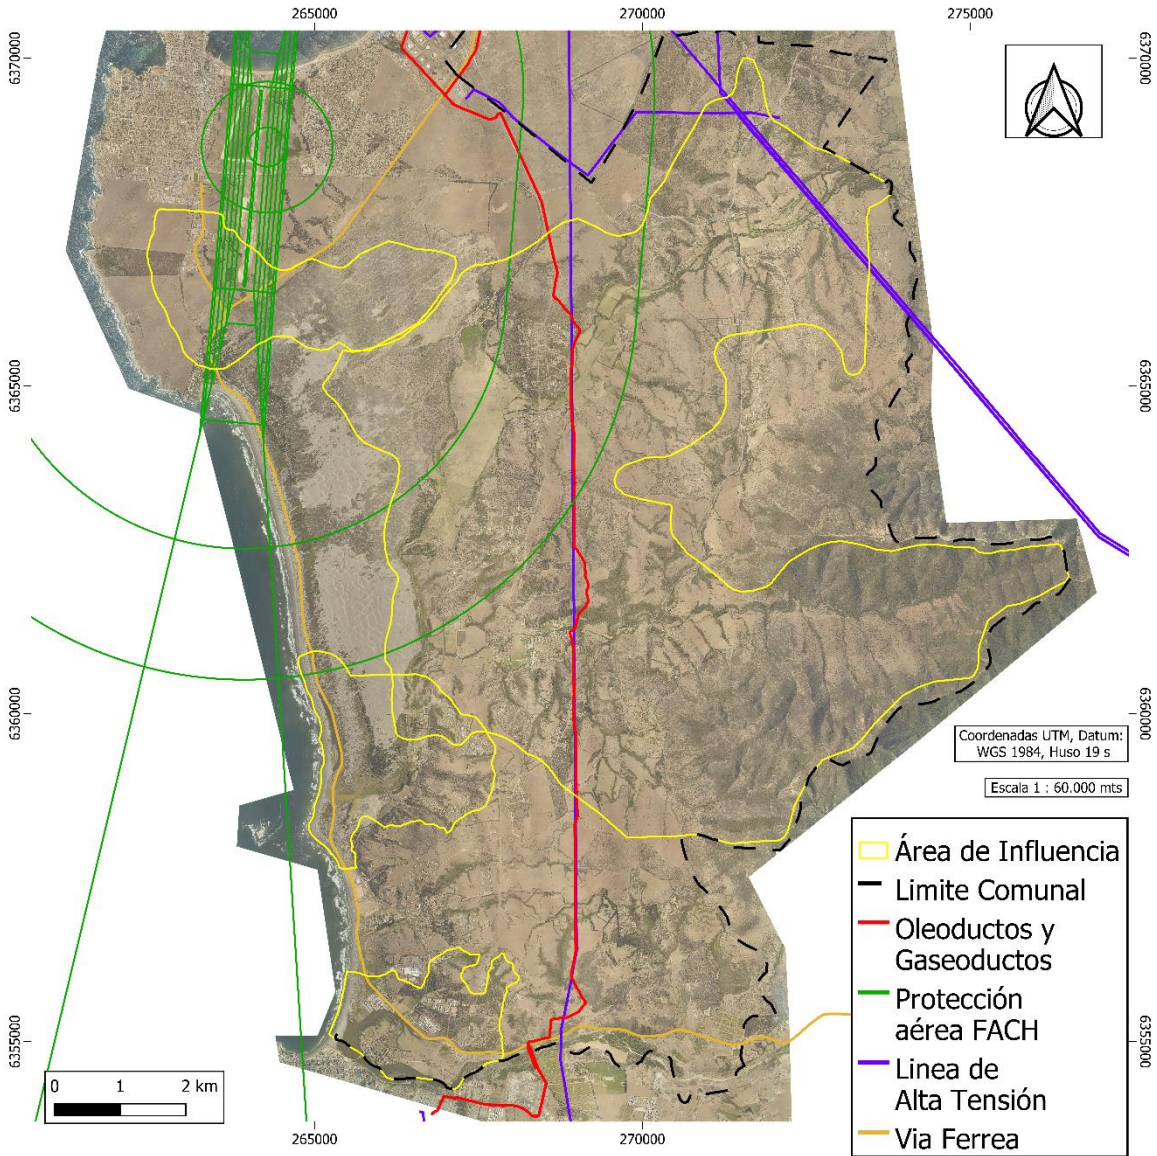 265000
270000
275000
6370000
6370000
6365000
6365000
6360000
6360000
Coordenadas UTM, Datum:
WGS 1984, Huso 19 s
Escala 1 : 60.000 mts
Área de Influencia
Limite Comunal
Oleoductos y
Gaseoductos
Protección
aérea FACH
Linea de
Alta Tensión
Via Ferrea
6355000
6355000
0 1 2 km
265000
270000